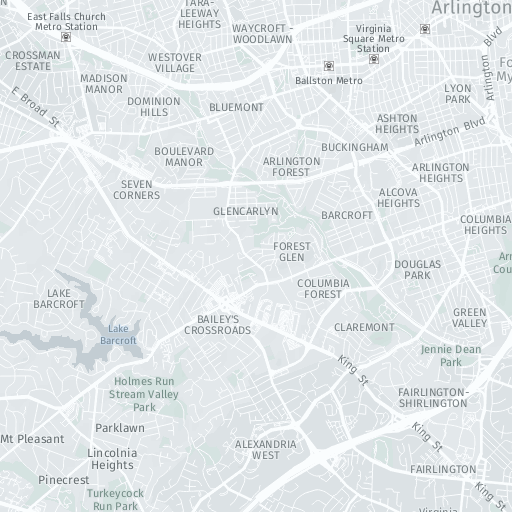 TARA-
LEEWAY
HEIGHTS
East Falls Church
Metro Station
WAYCROFT -
WOODLAWN
Virginia
Square Metro
Station
Arlington
CROSSMAN
ESTATE
WESTOVER
VILLAGE
MADISON
MANOR
Ballston Metro
Arlington Blvd
LYON
PARK
E Broad St
DOMINION
HILLS
BLUEMONT
ASHTON
HEIGHTS
Arlington Blvd
BOULEVARD
MANOR
BUCKINGHAM
ARLINGTON
FOREST
ARLINGTON
HEIGHTS
SEVEN
CORNERS
ALCOVA
HEIGHTS
GLENCARLYN
BARCROFT
COLUMBIA
HEIGHTS
FOREST
GLEN
DOUGLAS
PARK
COLUMBIA
FOREST
LAKE
BARCROFT
BAILEY'S
CROSSROADS
Lake
Barcroft
CLAREMONT
GREEN
VALLEY
Jennie Dean
Park
King St
Holmes Run
Stream Valley
Park
FAIRLINGTON-
SHIRLINGTON
Mt Pleasant
Parklawn
King St
ALEXANDRIA
WEST
Lincolnia
Heights
FAIRLINGTON
Pinecrest
Turkeycock
Run Park
King St
Virginia